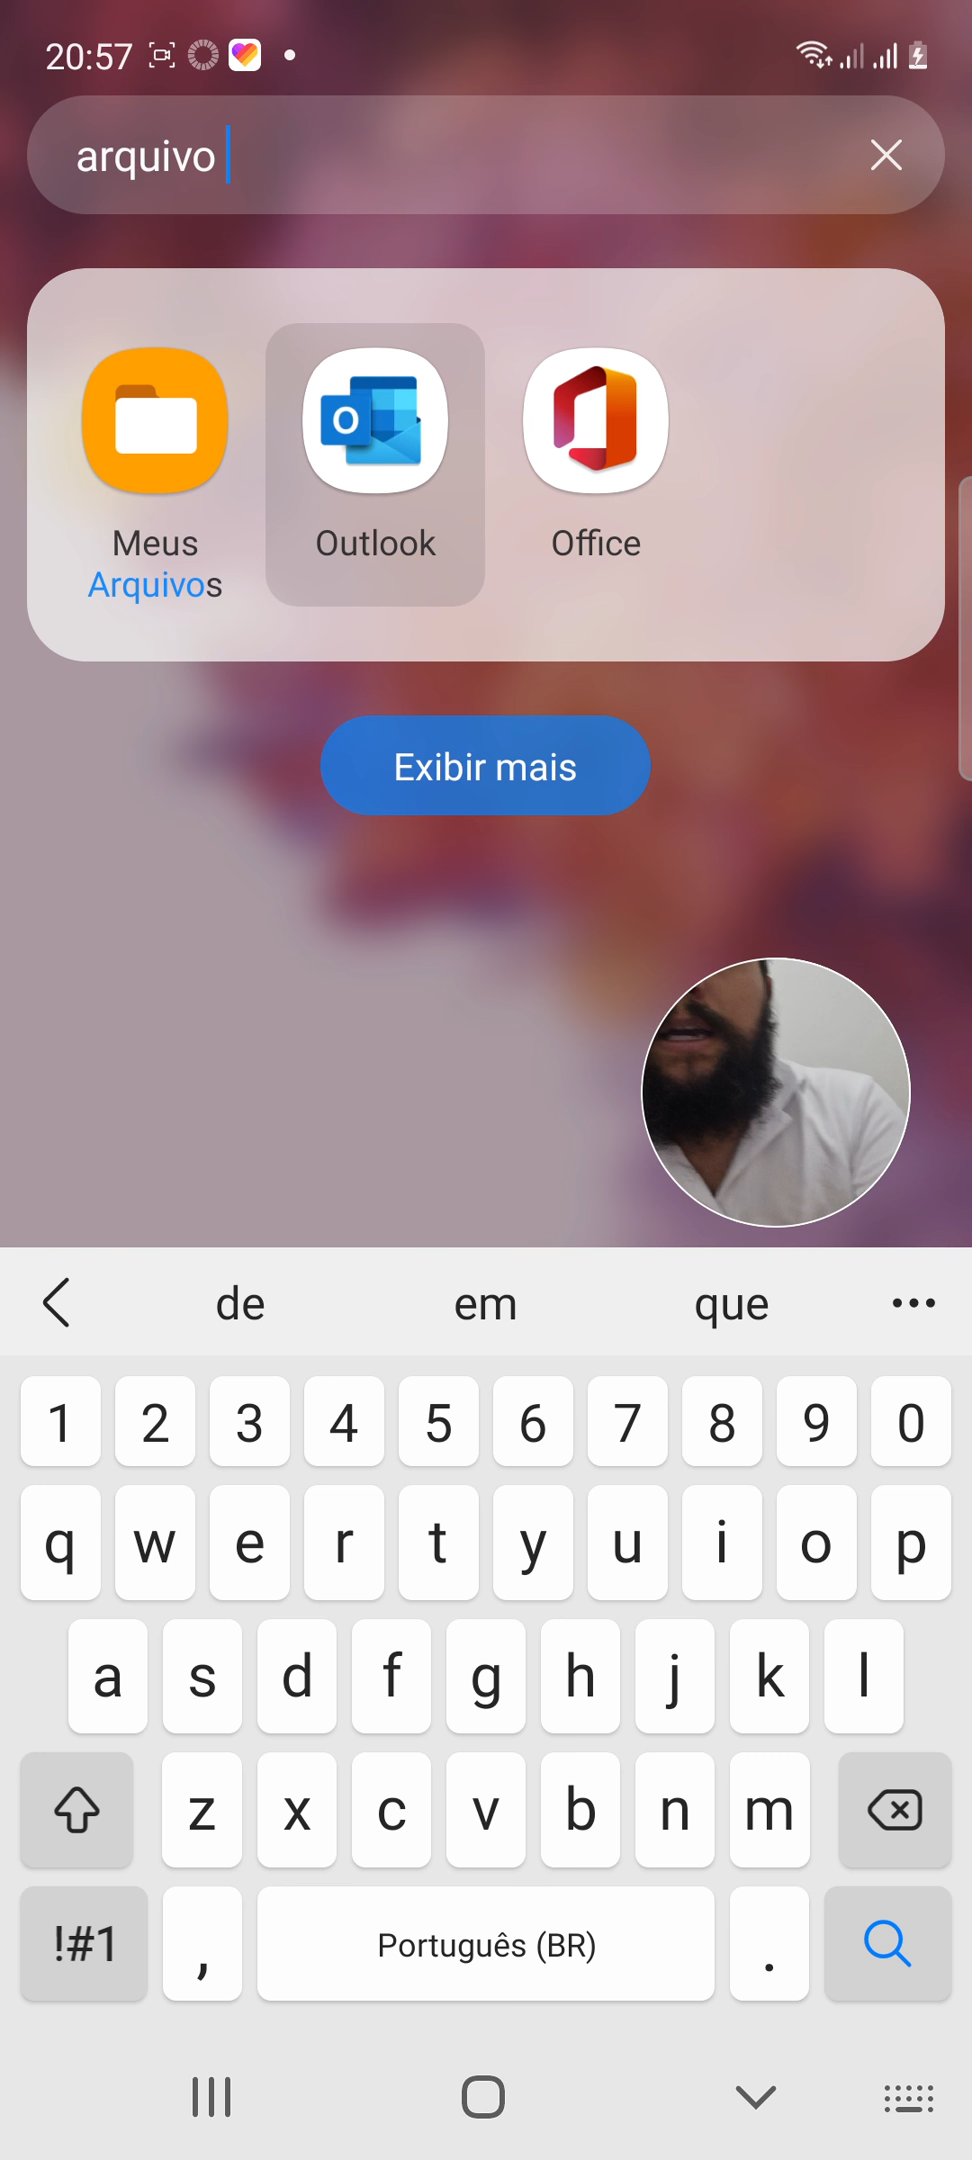 20:57
arquivo
Meus
Arquivos
Outlook
Office
Exibir mais
de em que
1 2 3 4 5 6 7 8 9 0
q w e r t y u i o p
a s d f g h j k l
z x c v b n m
!#1 , Português (BR) .